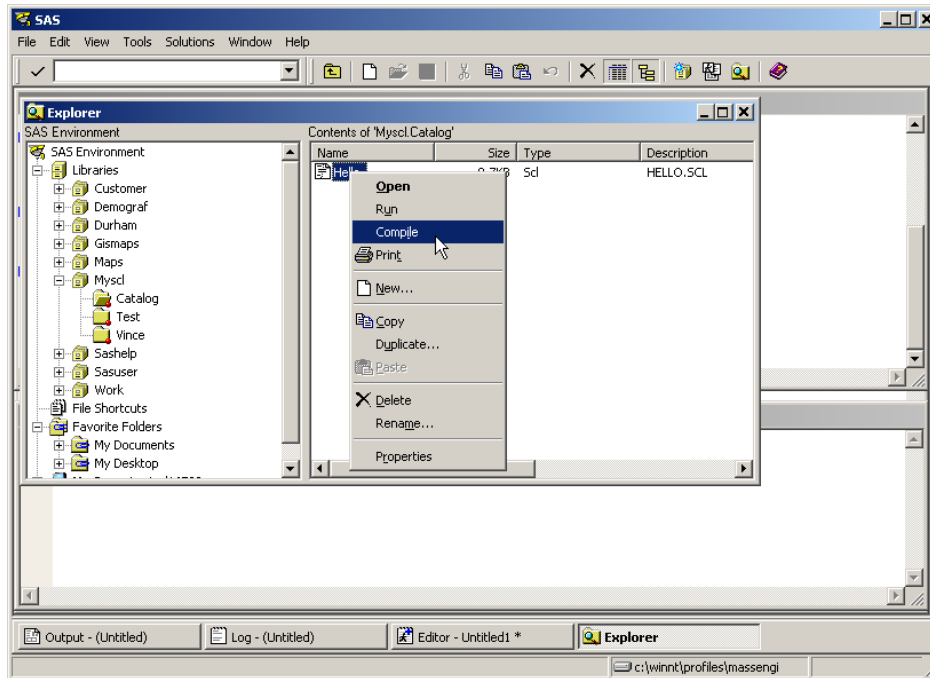 SAS
File Edit View Tools Solutions Window Help
Explorer
SAS Environment
Contents of 'Myscl.Catalog'
SAS Environment
Libraries
Customer
Demograf
Durham
Gismaps
Maps
Myscl
Catalog
Test
Vince
Sashelp
Sasuser
Work
File Shortcuts
Favorite Folders
My Documents
My Desktop
Name Size Type Description
Hello Scl HELLO.SCL
Open
Run
Compile
Print
New...
Copy
Duplicate...
Paste
Delete
Rename...
Properties
Output - (Untitled) Log - (Untitled) Editor - Untitled1 * Explorer
c:\winnt\profiles\massengi